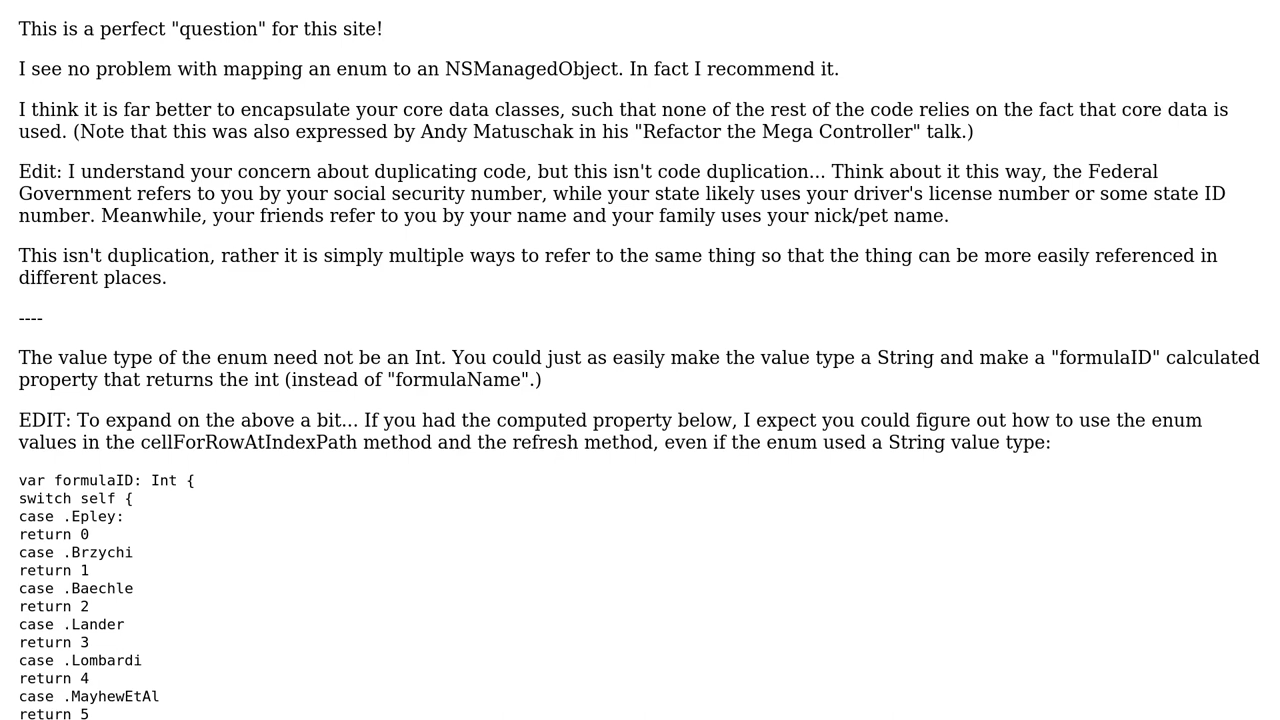 This is a perfect "question" for this site!
I see no problem with mapping an enum to an NSManagedObject. In fact I recommend it.
I think it is far better to encapsulate your core data classes, such that none of the rest of the code relies on the fact that core data is
used. (Note that this was also expressed by Andy Matuschak in his "Refactor the Mega Controller" talk.)
Edit: I understand your concern about duplicating code, but this isn't code duplication... Think about it this way, the Federal
Government refers to you by your social security number, while your state likely uses your driver's license number or some state ID
number. Meanwhile, your friends refer to you by your name and your family uses your nick/pet name.
This isn't duplication, rather it is simply multiple ways to refer to the same thing so that the thing can be more easily referenced in
different places.
----
The value type of the enum need not be an Int. You could just as easily make the value type a String and make a "formulaID" calculated
property that returns the int (instead of "formulaName".)
EDIT: To expand on the above a bit... If you had the computed property below, I expect you could figure out how to use the enum
values in the cellForRowAtIndexPath method and the refresh method, even if the enum used a String value type:
var formulaID: Int {
switch self {
case .Epley:
return 0
case .Brzychi
return 1
case .Baechle
return 2
case .Lander
return 3
case .Lombardi
return 4
case .MayhewEtAl
return 5